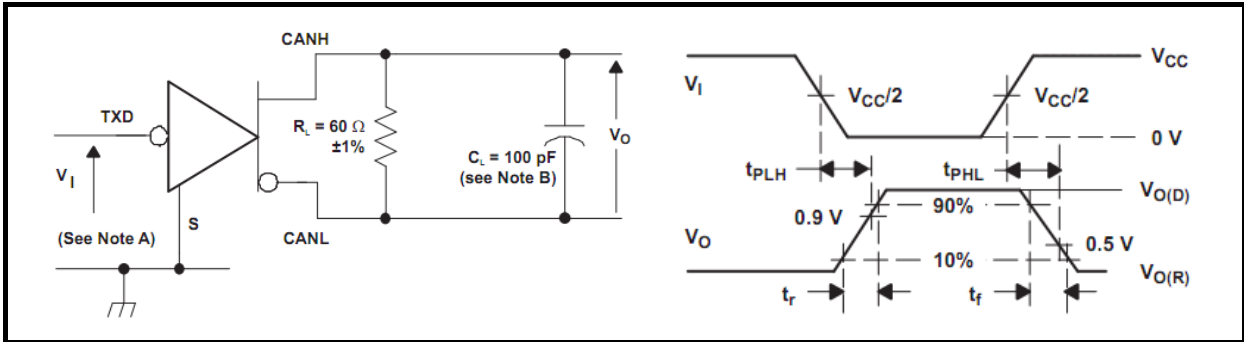 CANH
TXD
R_L = 60 Ω
±1%
C_L = 100 pF
(see Note B)
V_O
V_I
(See Note A)
S
CANL
V_I
V_CC
V_CC/2
V_CC/2
0 V
t_PLH
t_PHL
V_O(D)
90%
0.9 V
V_O
0.5 V
10%
V_O(R)
t_r
t_f